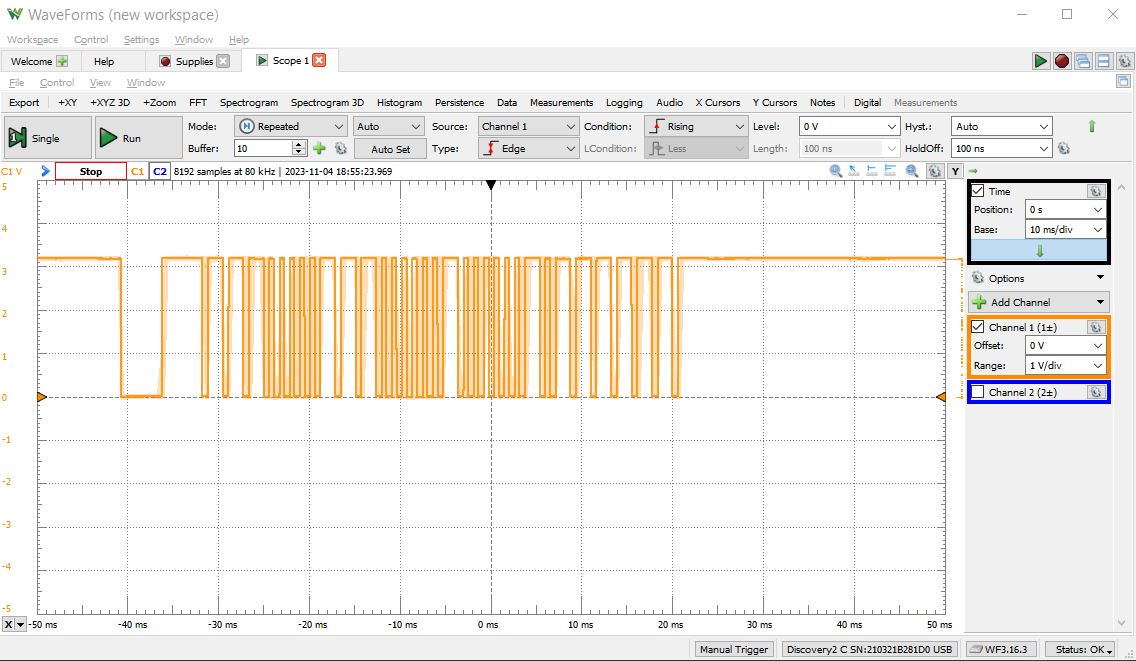 WaveForms (new workspace)
Workspace Control Settings Window Help
Welcome Help Supplies Scope 1
File Control View Window
Export +XY +XYZ 3D +Zoom FFT Spectrogram Spectrogram 3D Histogram Persistence Data Measurements Logging Audio X Cursors Y Cursors Notes Digital Measurements
Single Run Mode: Repeated Auto Source: Channel 1 Condition: Rising Level: 0 V Hyst.: Auto
Buffer: 10 Auto Set Type: Edge LCondition: Less Length: 100 ns HoldOff: 100 ns
C1 V Stop C1 C2 8192 samples at 80 kHz | 2023-11-04 18:55:23.969 Y
5
4
3
2
1
0
-1
-2
-3
-4
-5
X -50 ms -40 ms -30 ms -20 ms -10 ms 0 ms 10 ms 20 ms 30 ms 40 ms 50 ms
Time
Position: 0 s
Base: 10 ms/div
Options
Add Channel
Channel 1 (1±)
Offset: 0 V
Range: 1 V/div
Channel 2 (2±)
Manual Trigger Discovery2 C SN:210321B281D0 USB WF3.16.3 Status: OK